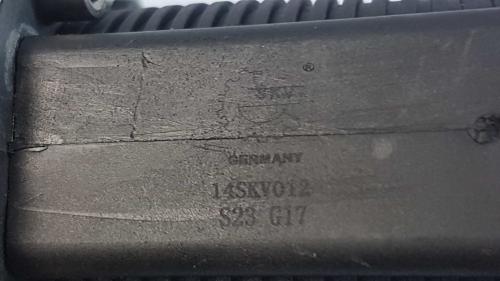 SKV ®
GERMANY
14SKV012
S23 G17